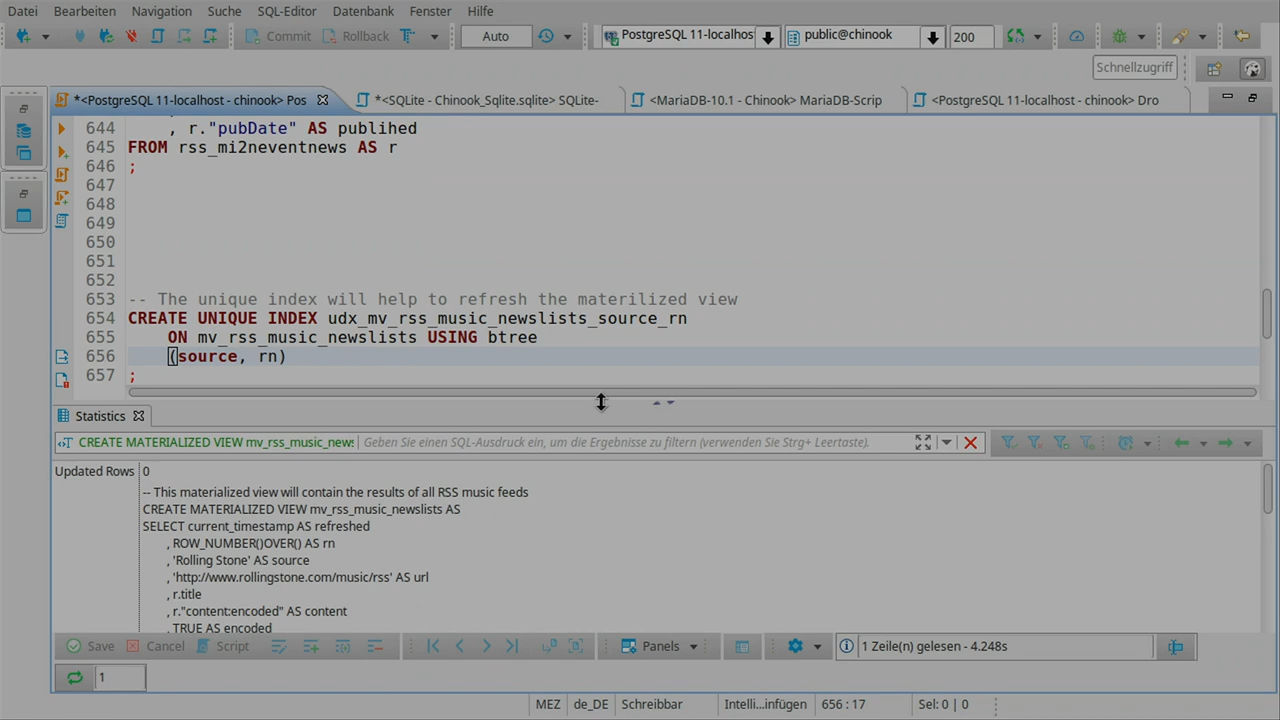 Datei Bearbeiten Navigation Suche SQL-Editor Datenbank Fenster Hilfe
Commit Rollback Auto PostgreSQL 11-localhos public@chinook 200
Schnellzugriff
*<PostgreSQL 11-localhost - chinook> Pos *<SQLite - Chinook_Sqlite.sqlite> SQLite- <MariaDB-10.1 - Chinook> MariaDB-Scrip <PostgreSQL 11-localhost - chinook> Dro
644 , r."pubDate" AS publihed
645 FROM rss_mi2neventnews AS r
646 ;
647
648
649
650
651
652
653 -- The unique index will help to refresh the materilized view
654 CREATE UNIQUE INDEX udx_mv_rss_music_newslists_source_rn
655 ON mv_rss_music_newslists USING btree
656 (source, rn)
657 ;
Statistics
CREATE MATERIALIZED VIEW mv_rss_music_news Geben Sie einen SQL-Ausdruck ein, um die Ergebnisse zu filtern (verwenden Sie Strg+ Leertaste).
Updated Rows 0
-- This materialized view will contain the results of all RSS music feeds
CREATE MATERIALIZED VIEW mv_rss_music_newslists AS
SELECT current_timestamp AS refreshed
, ROW_NUMBER()OVER() AS rn
, 'Rolling Stone' AS source
, 'http://www.rollingstone.com/music/rss' AS url
, r.title
, r."content:encoded" AS content
, TRUE AS encoded
Save Cancel Script Panels 1 Zeile(n) gelesen - 4.248s
1
MEZ de_DE Schreibbar Intelli...infügen 656 : 17 Sel: 0 | 0